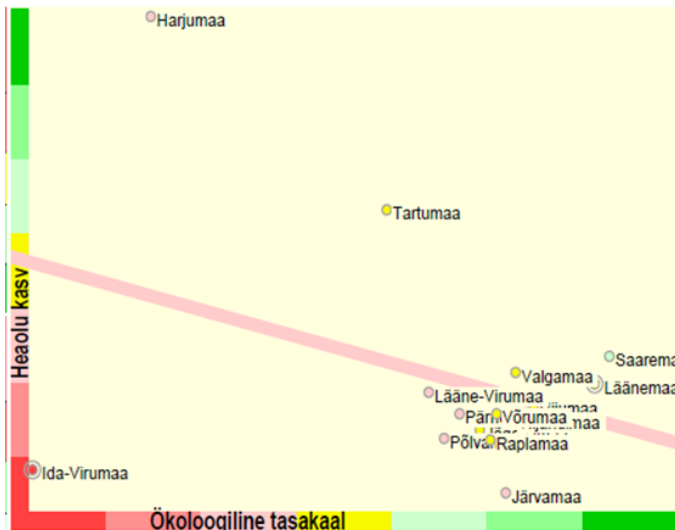 Harjumaa
Tartumaa
Heaolu kasv
Saarema
Valgamaa
Läänemaa
Lääne-Virumaa
Pärn
Võrumaa
Põlva
Raplamaa
Ida-Virumaa
Järvamaa
Ökoloogiline tasakaal